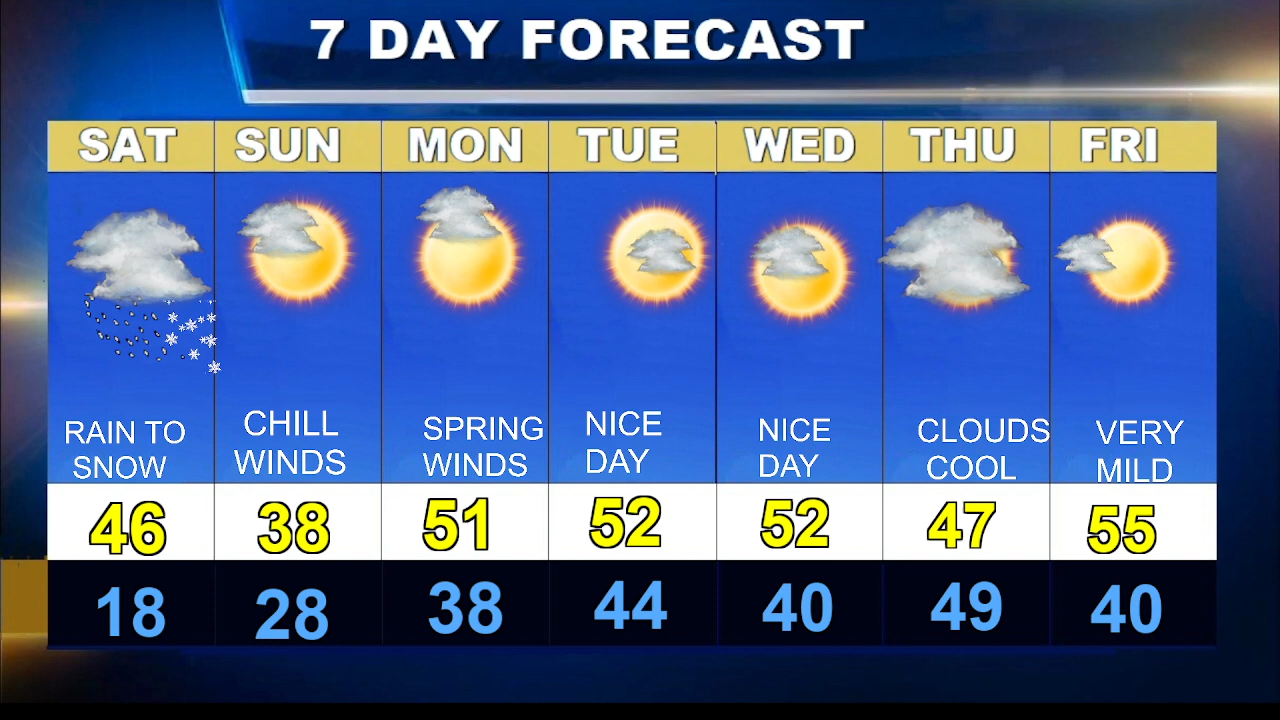 7 DAY FORECAST
SAT SUN MON TUE WED THU FRI
RAIN TO
SNOW
CHILL
WINDS
SPRING
WINDS
NICE
DAY
NICE
DAY
CLOUDS
COOL
VERY
MILD
46 38 51 52 52 47 55
18 28 38 44 40 49 40